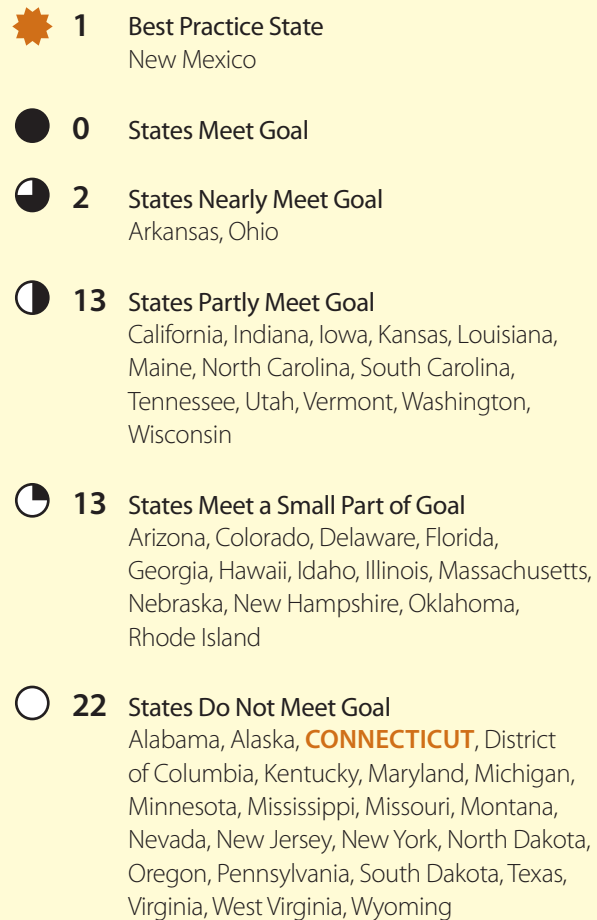 1 Best Practice State
New Mexico
0 States Meet Goal
2 States Nearly Meet Goal
Arkansas, Ohio
13 States Partly Meet Goal
California, Indiana, Iowa, Kansas, Louisiana,
Maine, North Carolina, South Carolina,
Tennessee, Utah, Vermont, Washington,
Wisconsin
13 States Meet a Small Part of Goal
Arizona, Colorado, Delaware, Florida,
Georgia, Hawaii, Idaho, Illinois, Massachusetts,
Nebraska, New Hampshire, Oklahoma,
Rhode Island
22 States Do Not Meet Goal
Alabama, Alaska, CONNECTICUT, District
of Columbia, Kentucky, Maryland, Michigan,
Minnesota, Mississippi, Missouri, Montana,
Nevada, New Jersey, New York, North Dakota,
Oregon, Pennsylvania, South Dakota, Texas,
Virginia, West Virginia, Wyoming